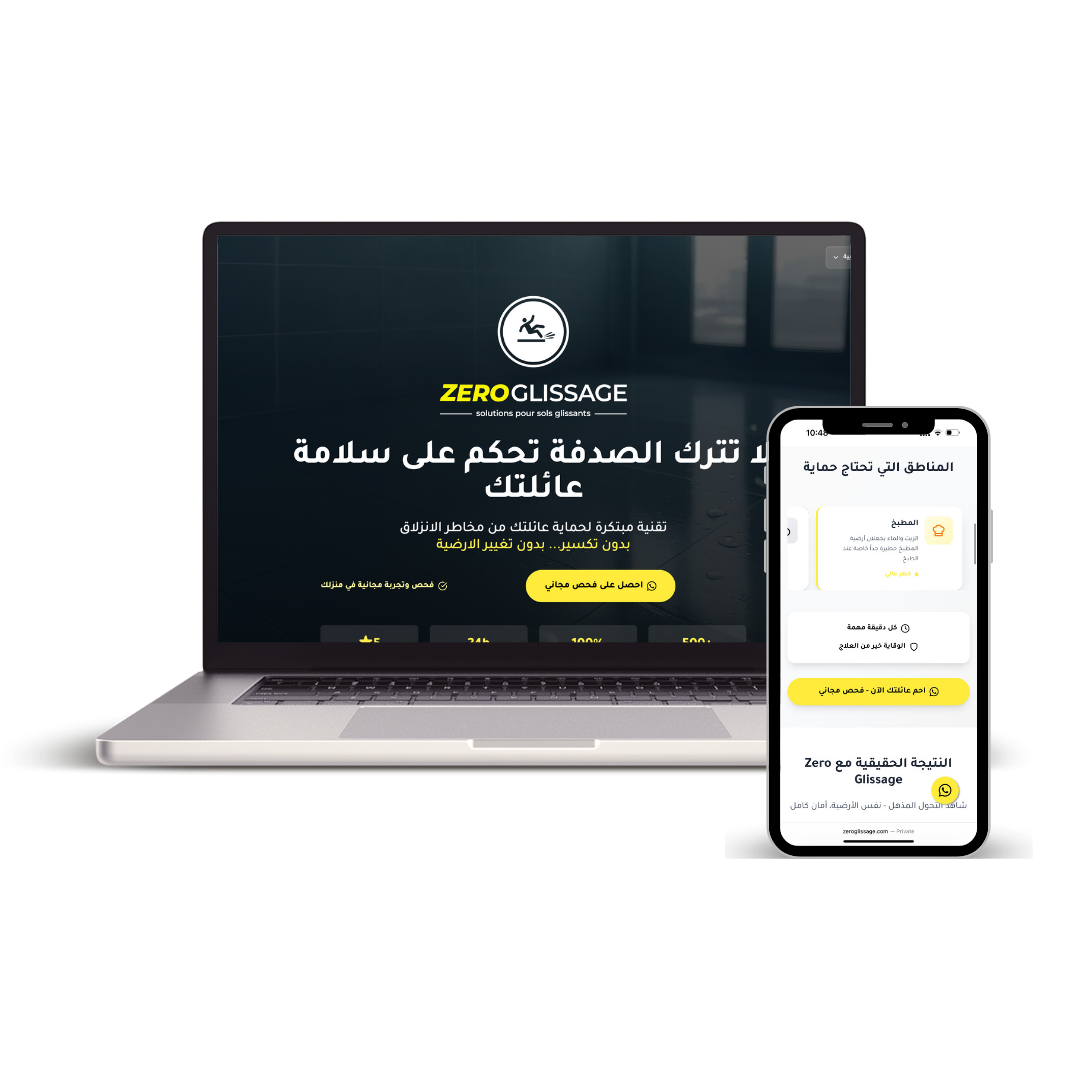 ZERO GLISSAGE
solutions pour sols glissants
لا تترك الصدفة تحكم على سلامة
عائلتك
تقنية مبتكرة لحماية عائلتك من مخاطر الانزلاق
بدون تكسير... بدون تغيير الارضية
احصل على فحص مجاني
فحص وتجربة مجانية في منزلك
500+
100%
24h
5★
10:48
المناطق التي تحتاج حماية
المطبخ
الزيت والماء يجعلان أرضية
المطبخ خطيرة جداً خاصة عند
الطبخ
خطر عالي
كل دقيقة مهمة
الوقاية خير من العلاج
احم عائلتك الآن - فحص مجاني
النتيجة الحقيقية مع Zero
Glissage
شاهد التحول المذهل - نفس الأرضية، أمان كامل
zeroglissage.com — Private